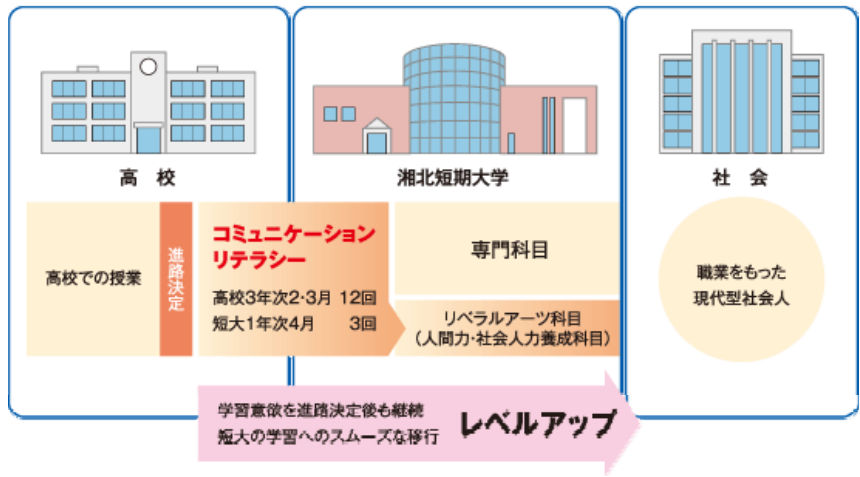 高　校
湘北短期大学
社　会
高校での授業
進路決定
コミュニケーション
リテラシー
高校3年次2・3月 12回
短大1年次4月　　3回
専門科目
リベラルアーツ科目
（人間力・社会人力養成科目）
職業をもった
現代型社会人
学習意欲を進路決定後も継続
短大の学習へのスムーズな移行
レベルアップ